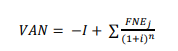 VAN = -I + Σ FNE_j / (1+i)^n